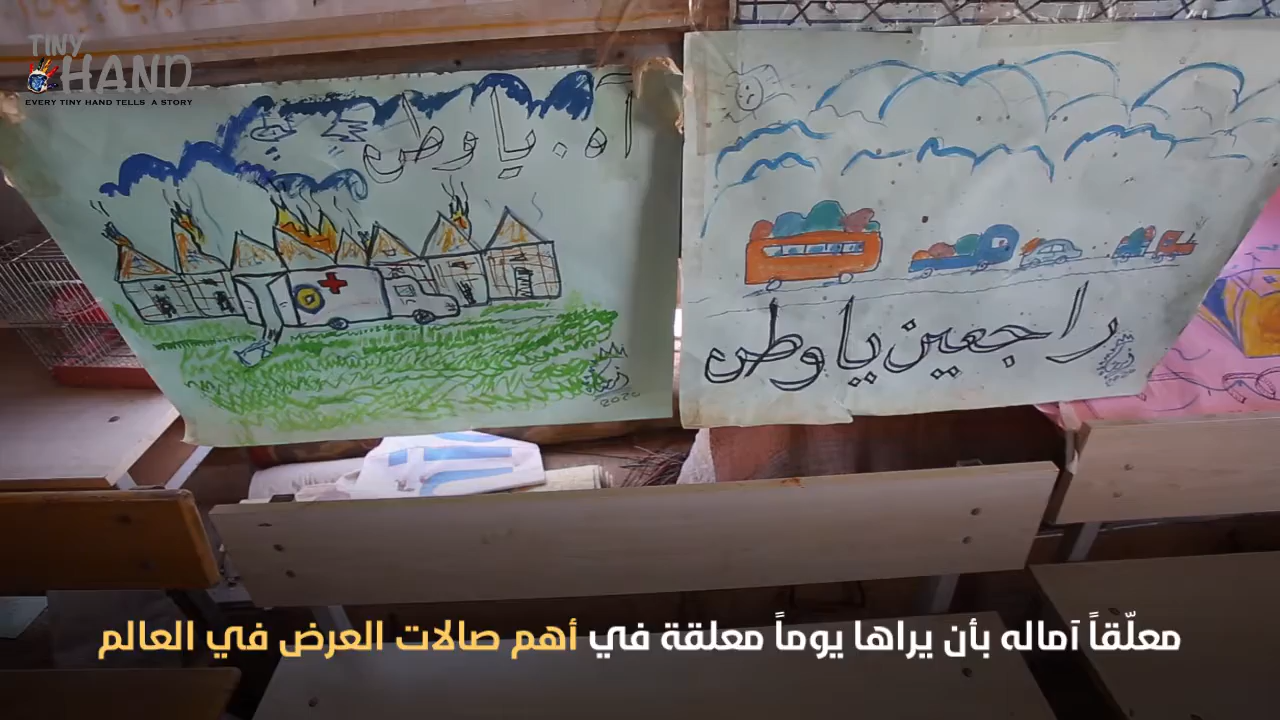 TINY
HAND
EVERY TINY HAND TELLS A STORY
اه.. يا وطن
2020
راجعين يا وطن
معلّقاً آماله بأن يراها يوماً معلقة في أهم صالات العرض في العالم